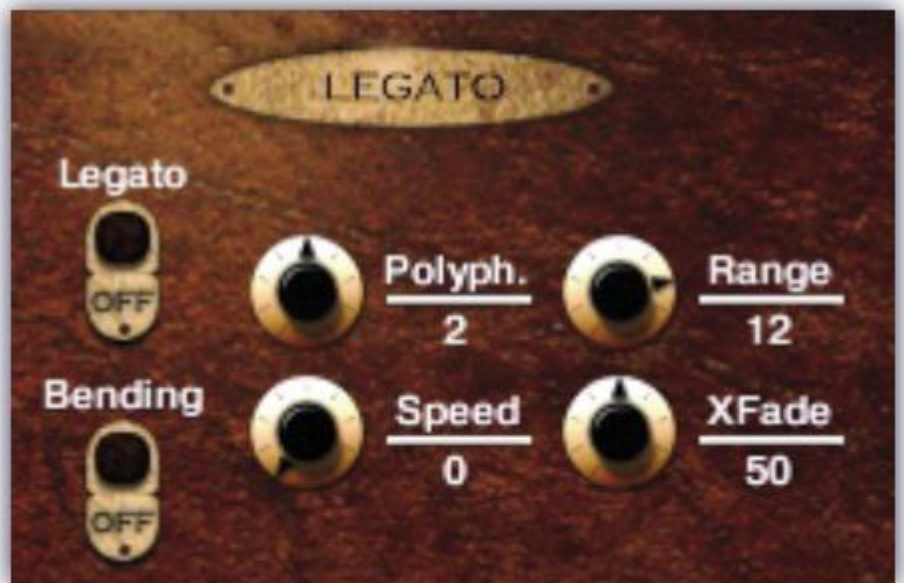 LEGATO
Legato
OFF
Polyph.
2
Range
12
Bending
OFF
Speed
0
XFade
50